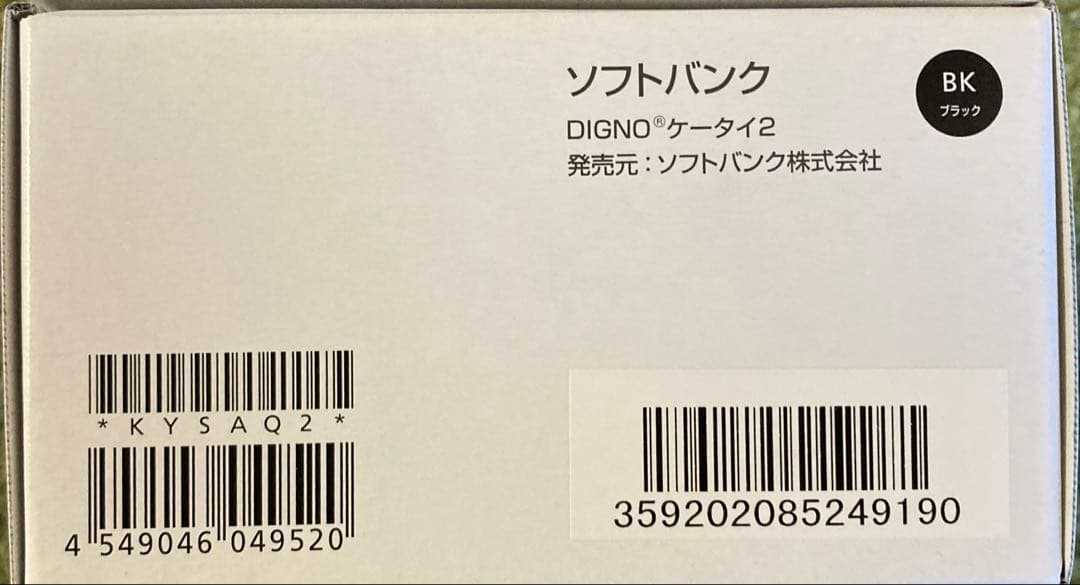 ソフトバンク
DIGNO®ケータイ2
発売元：ソフトバンク株式会社
BK
ブラック
*KYSAQ2*
4 549046 049520
359202085249190